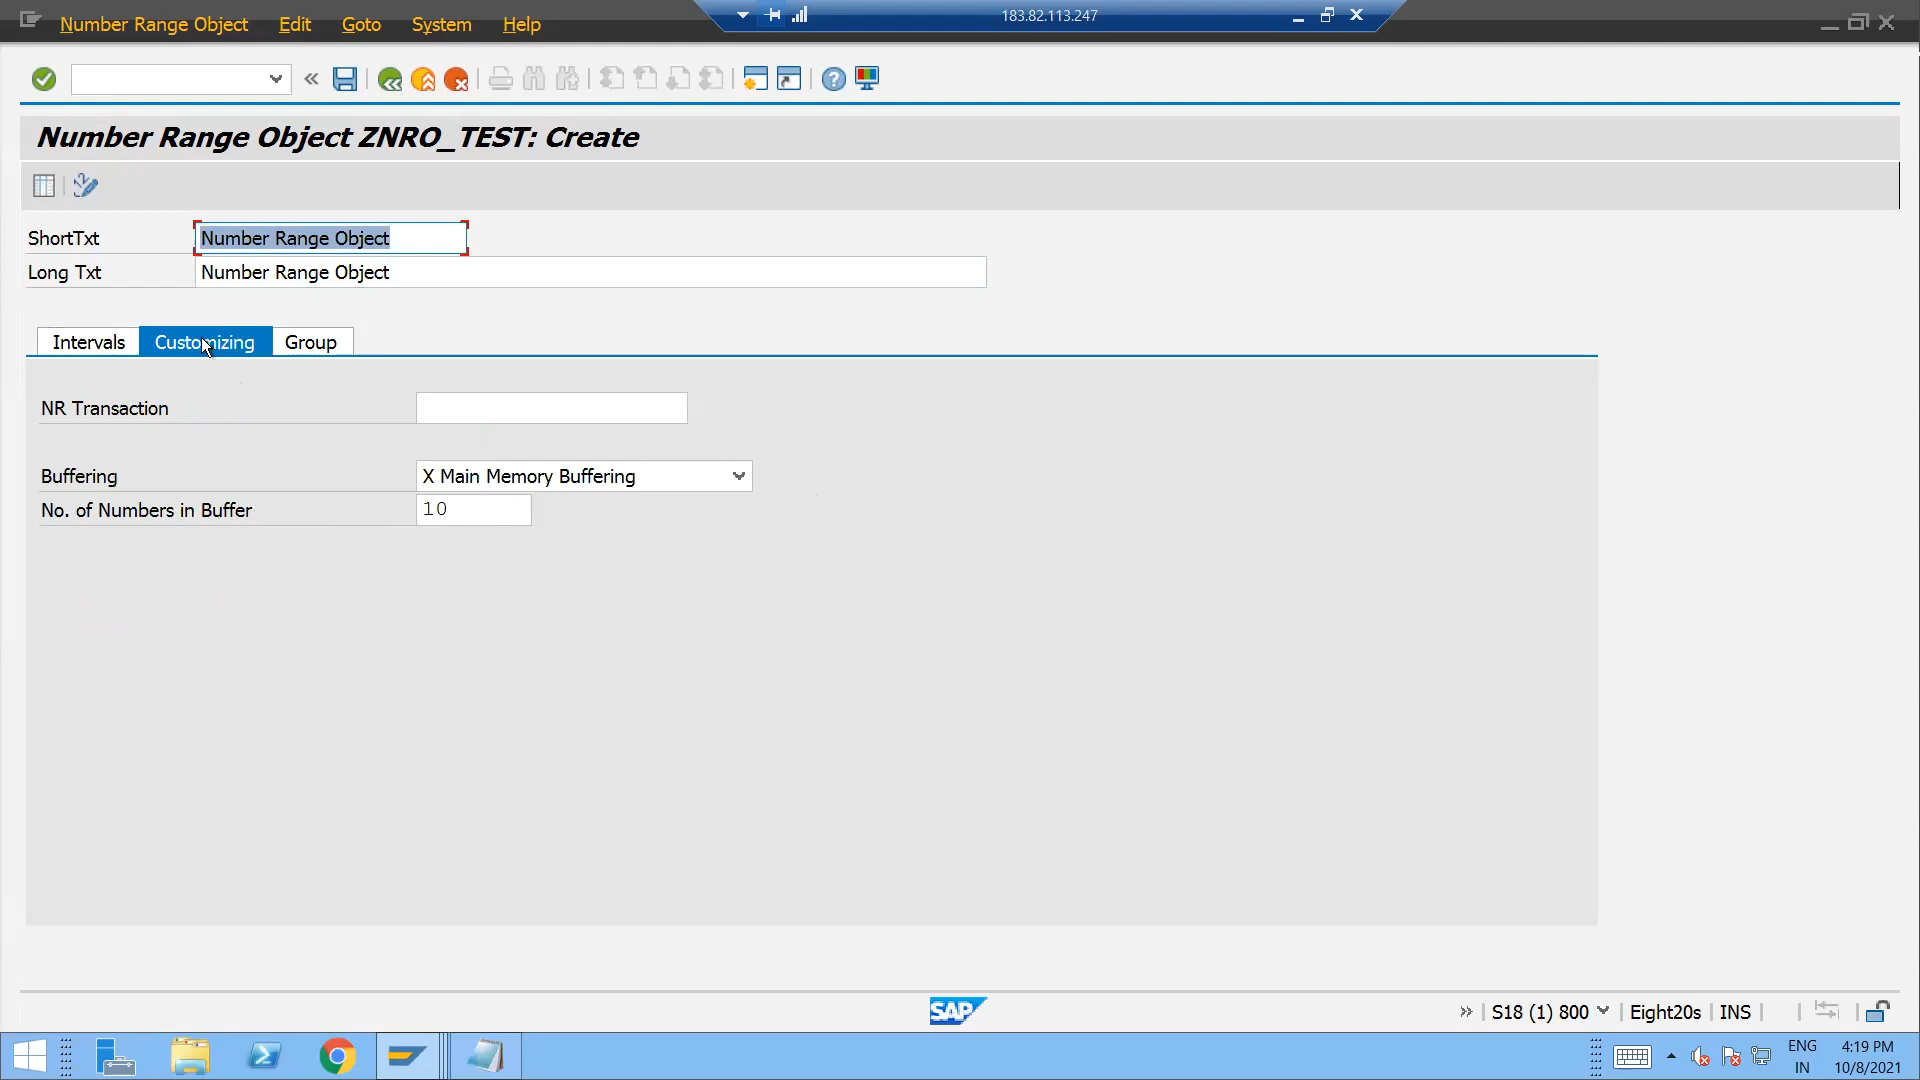 183.82.113.247
Number Range Object Edit Goto System Help
Number Range Object ZNRO_TEST: Create
ShortTxt Number Range Object
Long Txt Number Range Object
Intervals Customizing Group
NR Transaction
Buffering X Main Memory Buffering
No. of Numbers in Buffer 10
SAP
S18 (1) 800 Eight20s INS
ENG 4:19 PM
IN 10/8/2021